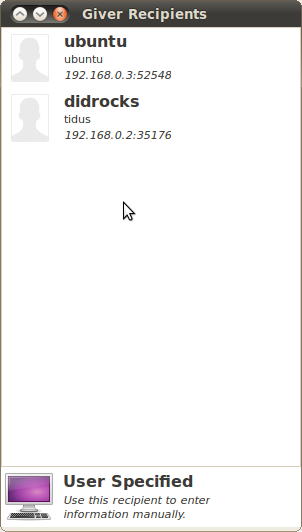 Giver Recipients
ubuntu
ubuntu
192.168.0.3:52548
didrocks
tidus
192.168.0.2:35176
User Specified
Use this recipient to enter
information manually.